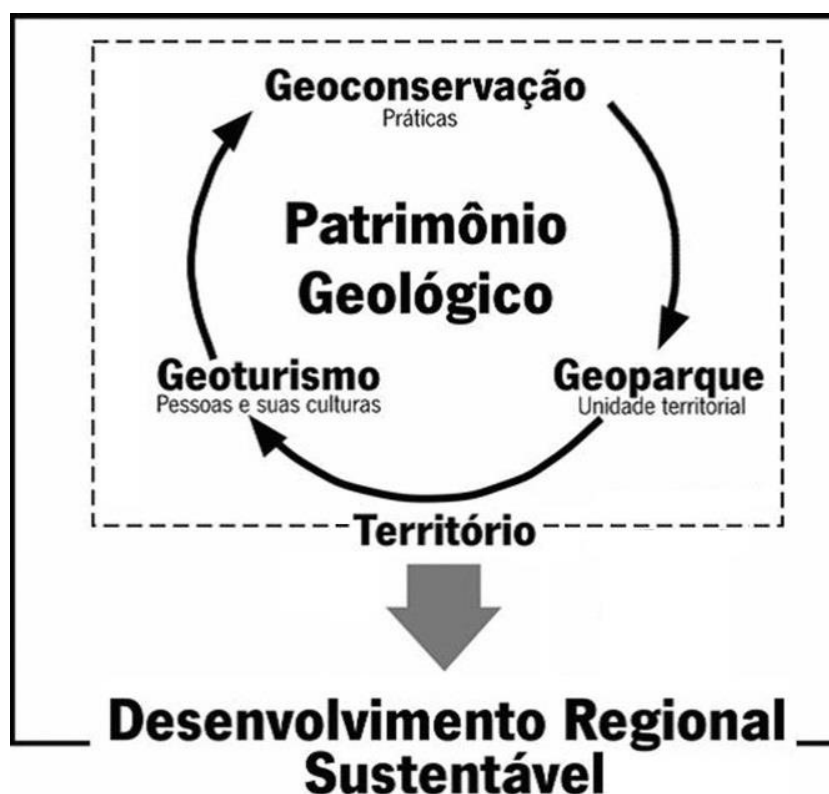 Geoconservação
Práticas
Patrimônio
Geológico
Geoturismo
Pessoas e suas culturas
Geoparque
Unidade territorial
Território
Desenvolvimento Regional
Sustentável